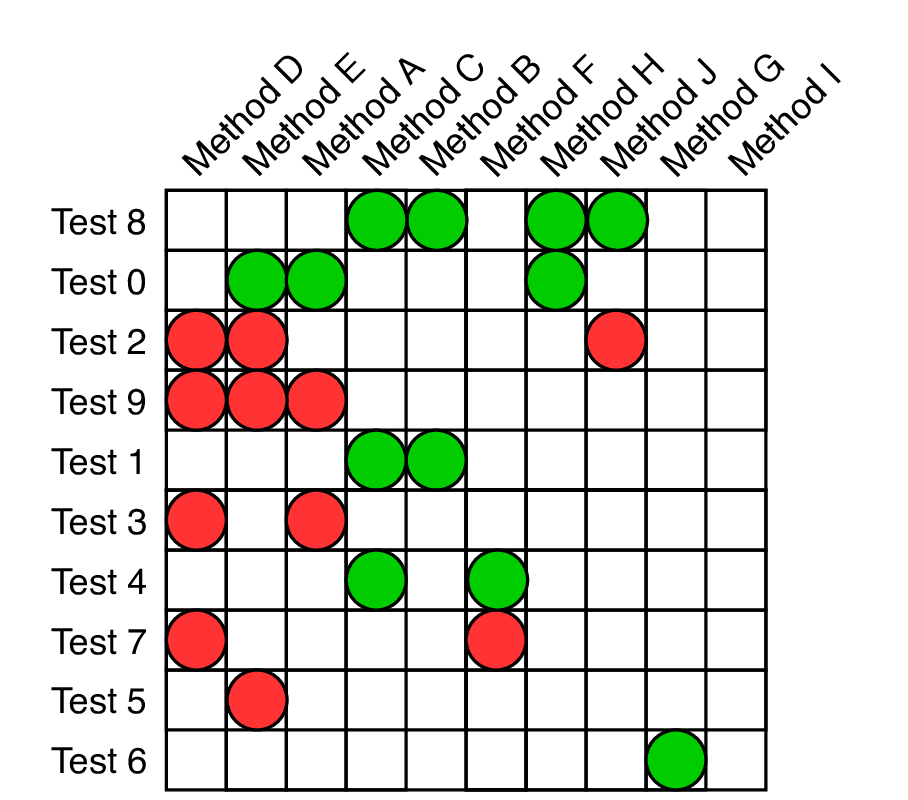 Method D
Method E
Method A
Method C
Method B
Method F
Method H
Method J
Method G
Method I
Test 8
Test 0
Test 2
Test 9
Test 1
Test 3
Test 4
Test 7
Test 5
Test 6